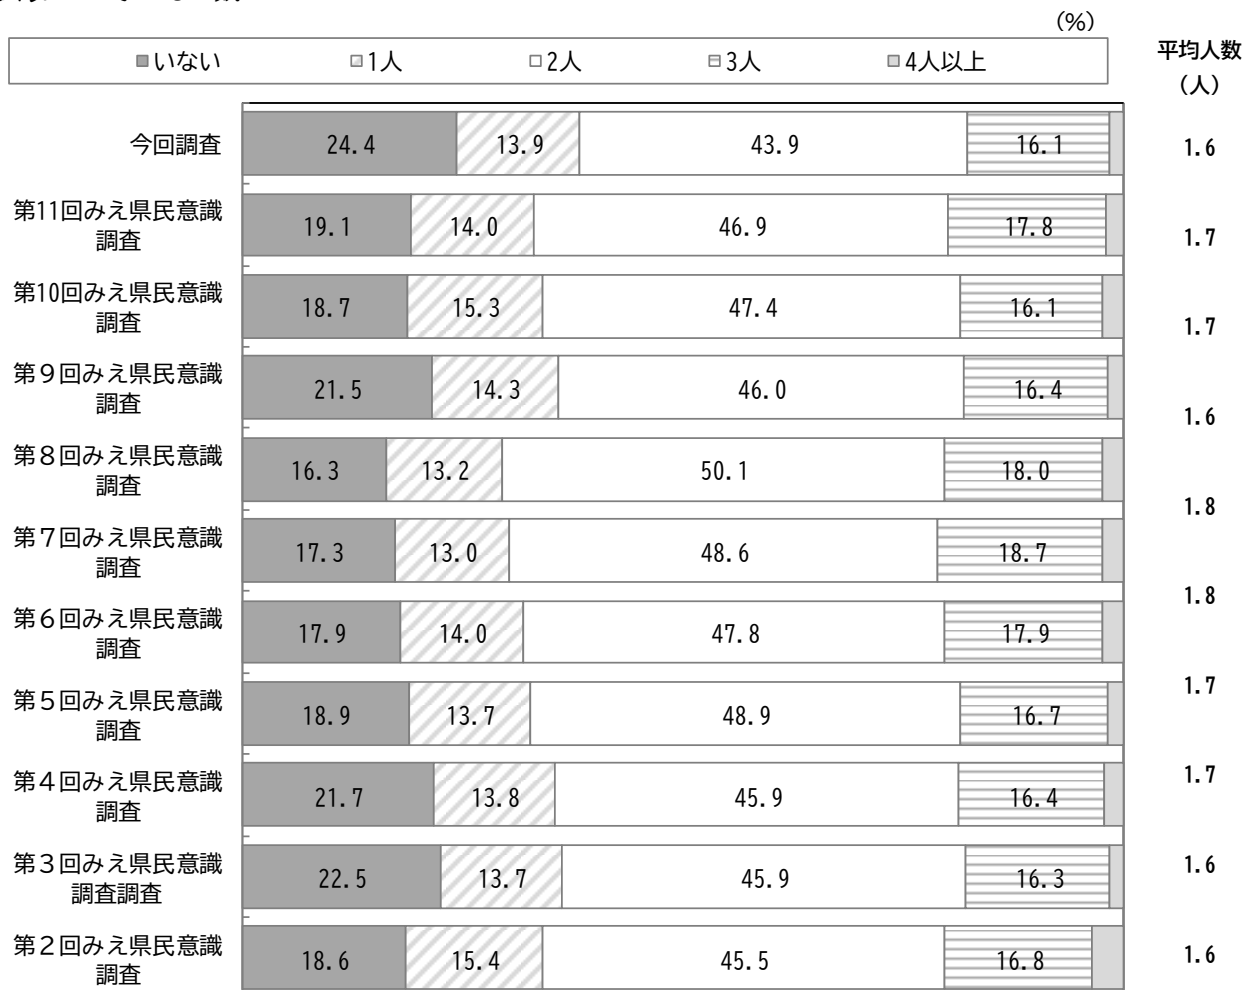 (%)
いない 1人 2人 3人 4人以上
平均人数
(人)
今回調査 24.4 13.9 43.9 16.1 1.6
第11回みえ県民意識
調査 19.1 14.0 46.9 17.8 1.7
第10回みえ県民意識
調査 18.7 15.3 47.4 16.1 1.7
第９回みえ県民意識
調査 21.5 14.3 46.0 16.4 1.6
第８回みえ県民意識
調査 16.3 13.2 50.1 18.0 1.8
第７回みえ県民意識
調査 17.3 13.0 48.6 18.7 1.8
第６回みえ県民意識
調査 17.9 14.0 47.8 17.9 1.7
第５回みえ県民意識
調査 18.9 13.7 48.9 16.7 1.7
第４回みえ県民意識
調査 21.7 13.8 45.9 16.4 1.6
第３回みえ県民意識
調査調査 22.5 13.7 45.9 16.3 1.6
第２回みえ県民意識
調査 18.6 15.4 45.5 16.8